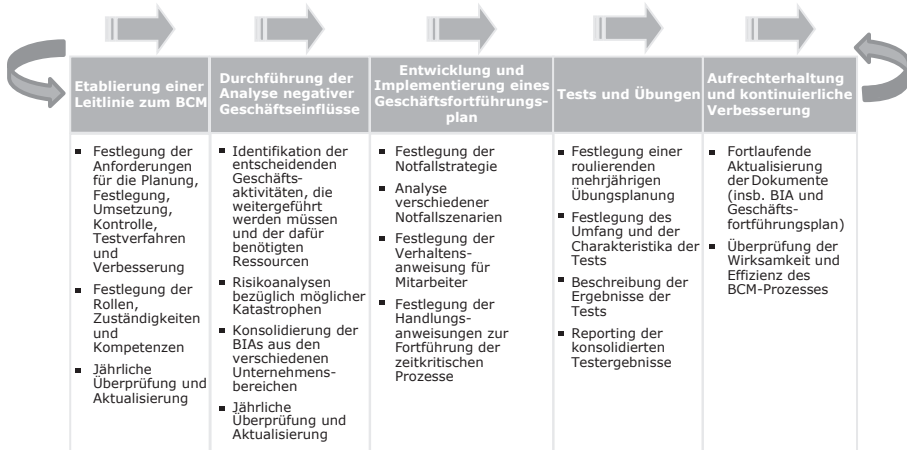 Etablierung einer
Leitlinie zum BCM
Durchführung der
Analyse negativer
Geschäftseinflüsse
Entwicklung und
Implementierung eines
Geschäftsfortführungs-
plan
Tests und Übungen
Aufrechterhaltung
und kontinuierliche
Verbesserung
Festlegung der
Anforderungen
für die Planung,
Festlegung,
Umsetzung,
Kontrolle,
Testverfahren
und
Verbesserung
Festlegung der
Rollen,
Zuständigkeiten
und
Kompetenzen
Jährliche
Überprüfung und
Aktualisierung
Identifikation der
entscheidenden
Geschäfts-
aktivitäten, die
weitergeführt
werden müssen
und der dafür
benötigten
Ressourcen
Risikoanalysen
bezüglich möglicher
Katastrophen
Konsolidierung der
BIAs aus den
verschiedenen
Unternehmens-
bereichen
Jährliche
Überprüfung und
Aktualisierung
Festlegung der
Notfallstrategie
Analyse
verschiedener
Notfallszenarien
Festlegung der
Verhaltens-
anweisung für
Mitarbeiter
Festlegung der
Handlungs-
anweisungen zur
Fortführung der
zeitkritischen
Prozesse
Festlegung einer
roulierenden
mehrjährigen
Übungsplanung
Festlegung des
Umfang und der
Charakteristika der
Tests
Beschreibung der
Ergebnisse der
Tests
Reporting der
konsolidierten
Testergebnisse
Fortlaufende
Aktualisierung
der Dokumente
(insb. BIA und
Geschäfts-
fortführungsplan)
Überprüfung der
Wirksamkeit und
Effizienz des
BCM-Prozesses